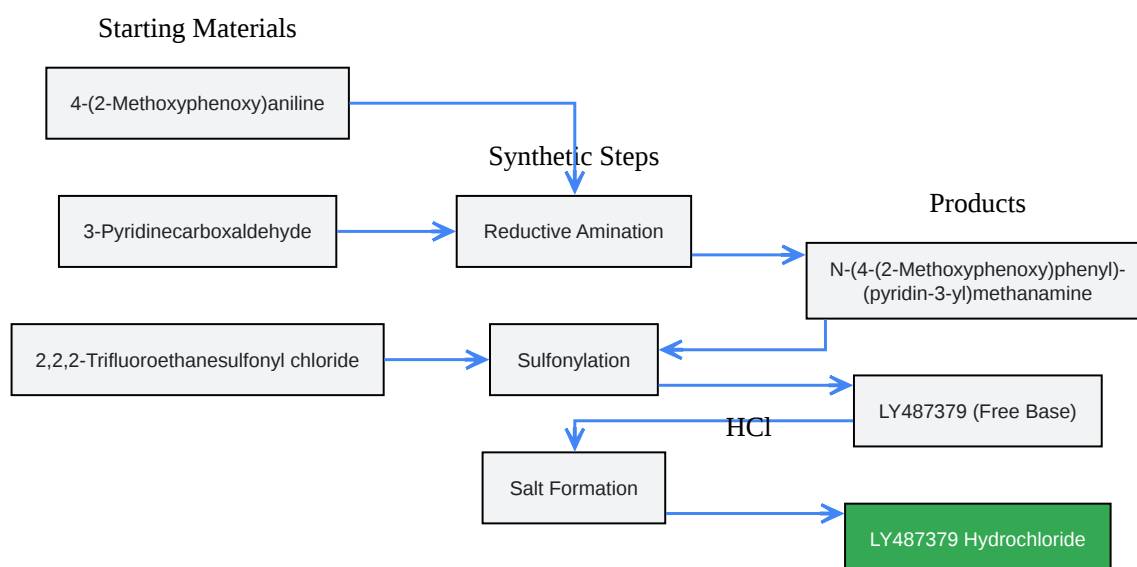 Starting Materials
4-(2-Methoxyphenoxy)aniline
Synthetic Steps
3-Pyridinecarboxaldehyde
Reductive Amination
Products
N-(4-(2-Methoxyphenoxy)phenyl)-
(pyridin-3-yl)methanamine
2,2,2-Trifluoroethanesulfonyl chloride
Sulfonylation
LY487379 (Free Base)
HCl
Salt Formation
LY487379 Hydrochloride